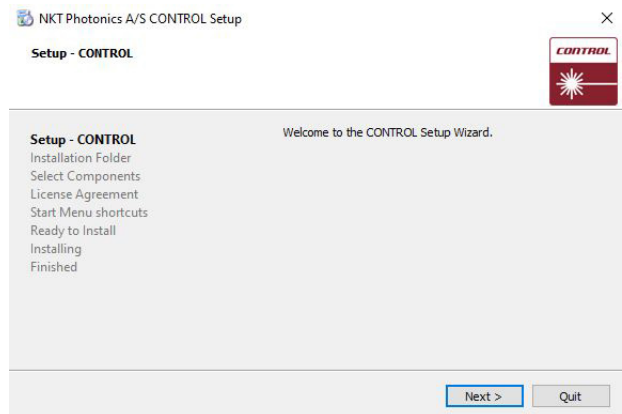 NKT Photonics A/S CONTROL Setup
Setup - CONTROL
CONTROL
Setup - CONTROL
Installation Folder
Select Components
License Agreement
Start Menu shortcuts
Ready to Install
Installing
Finished
Welcome to the CONTROL Setup Wizard.
Next >
Quit